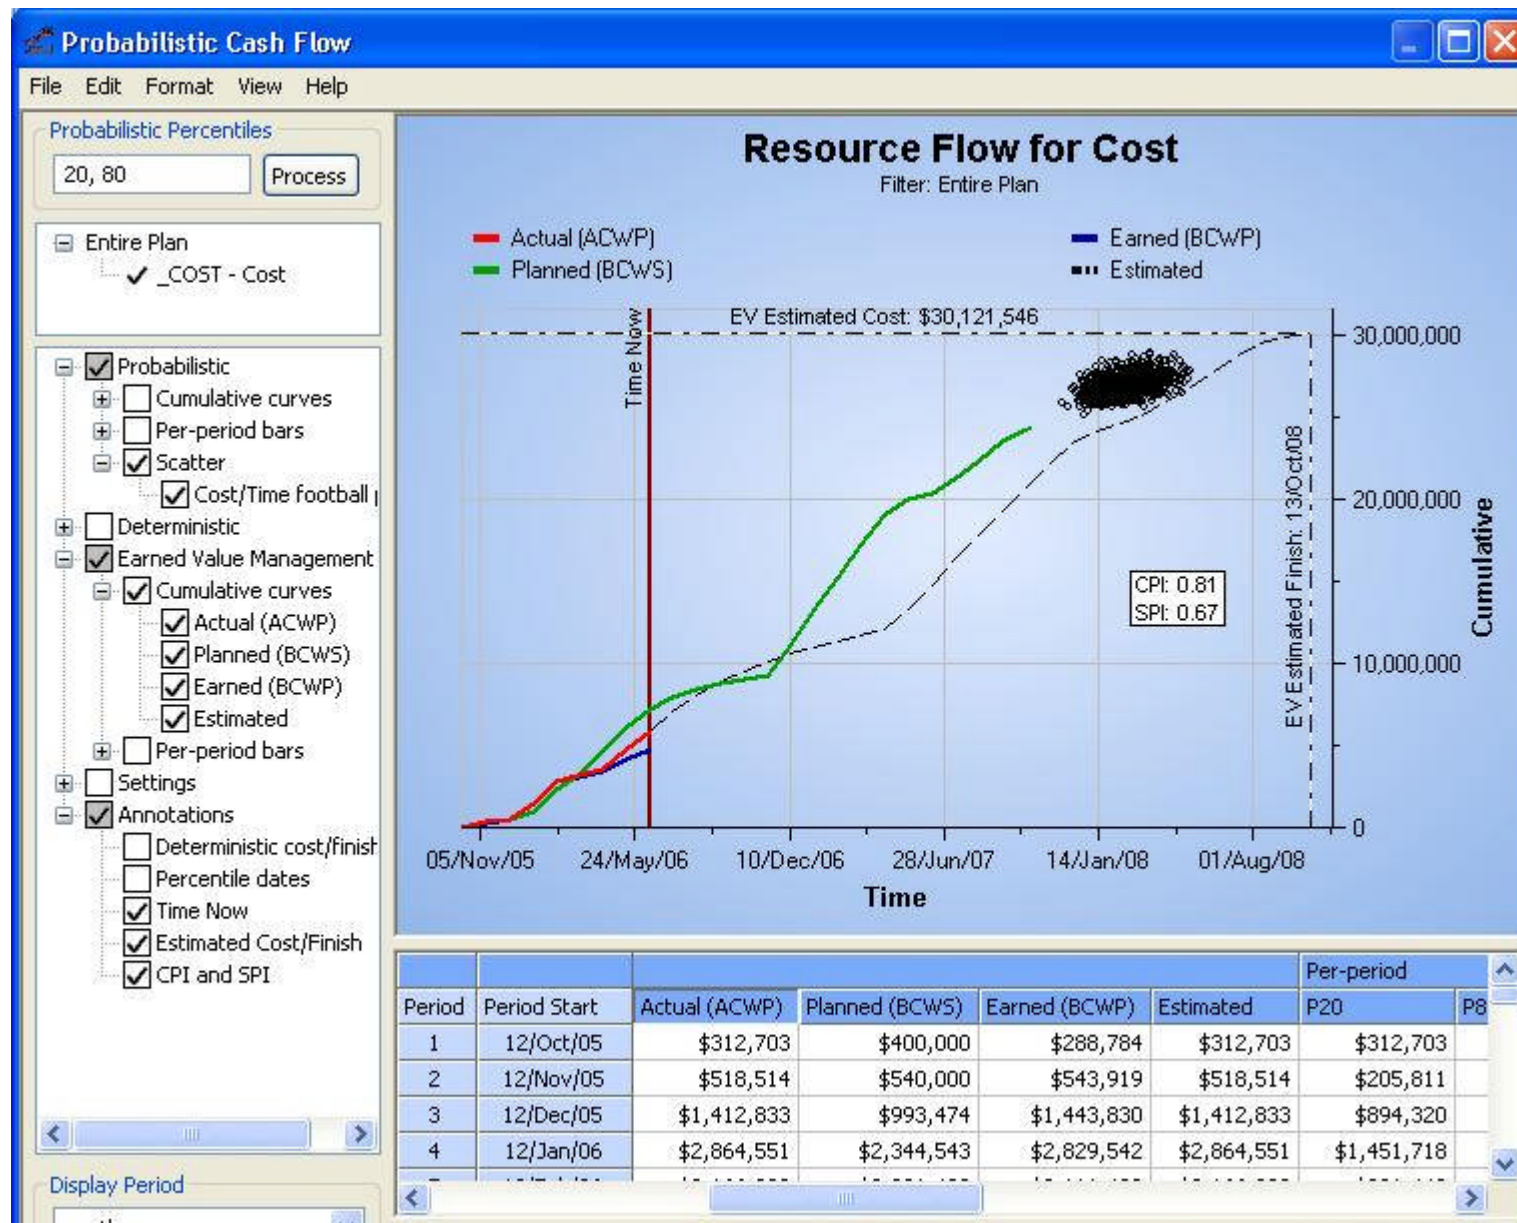 Probabilistic Cash Flow
File Edit Format View Help
Probabilistic Percentiles
20, 80 Process
Entire Plan
_COST - Cost
Probabilistic
Cumulative curves
Per-period bars
Scatter
Cost/Time football
Deterministic
Earned Value Management
Cumulative curves
Actual (ACWP)
Planned (BCWS)
Earned (BCWP)
Estimated
Per-period bars
Settings
Annotations
Deterministic cost/finish
Percentile dates
Time Now
Estimated Cost/Finish
CPI and SPI
Display Period
Resource Flow for Cost
Filter: Entire Plan
Actual (ACWP) Earned (BCWP)
Planned (BCWS) Estimated
Time Now
EV Estimated Cost: $30,121,546
EV Estimated Finish: 13/Oct/08
CPI: 0.81
SPI: 0.67
30,000,000
20,000,000
10,000,000
0
Cumulative
05/Nov/05 24/May/06 10/Dec/06 28/Jun/07 14/Jan/08 01/Aug/08
Time
Per-period
Period Period Start Actual (ACWP) Planned (BCWS) Earned (BCWP) Estimated P20 P8
1 12/Oct/05 $312,703 $400,000 $288,784 $312,703 $312,703
2 12/Nov/05 $518,514 $540,000 $543,919 $518,514 $205,811
3 12/Dec/05 $1,412,833 $993,474 $1,443,830 $1,412,833 $894,320
4 12/Jan/06 $2,864,551 $2,344,543 $2,829,542 $2,864,551 $1,451,718